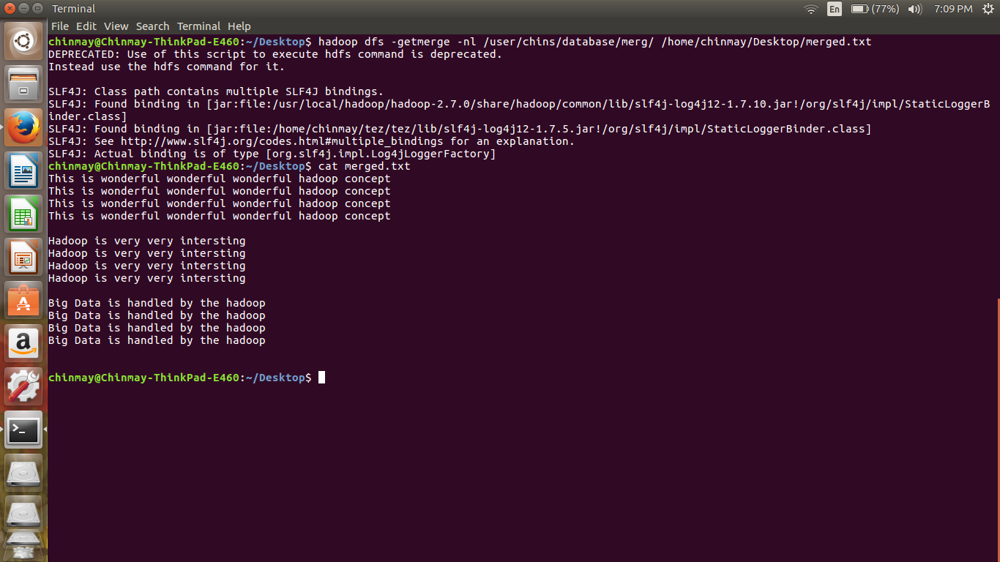 Terminal
En
(77%)
7:09 PM
File Edit View Search Terminal Help
chinmay@Chinmay-ThinkPad-E460:~/Desktop$ hadoop dfs -getmerge -nl /user/chins/database/merg/ /home/chinmay/Desktop/merged.txt
DEPRECATED: Use of this script to execute hdfs command is deprecated.
Instead use the hdfs command for it.
SLF4J: Class path contains multiple SLF4J bindings.
SLF4J: Found binding in [jar:file:/usr/local/hadoop/hadoop-2.7.0/share/hadoop/common/lib/slf4j-log4j12-1.7.10.jar!/org/slf4j/impl/StaticLoggerB
inder.class]
SLF4J: Found binding in [jar:file:/home/chinmay/tez/tez/lib/slf4j-log4j12-1.7.5.jar!/org/slf4j/impl/StaticLoggerBinder.class]
SLF4J: See http://www.slf4j.org/codes.html#multiple_bindings for an explanation.
SLF4J: Actual binding is of type [org.slf4j.impl.Log4jLoggerFactory]
chinmay@Chinmay-ThinkPad-E460:~/Desktop$ cat merged.txt
This is wonderful wonderful wonderful hadoop concept
This is wonderful wonderful wonderful hadoop concept
This is wonderful wonderful wonderful hadoop concept
This is wonderful wonderful wonderful hadoop concept
Hadoop is very very intersting
Hadoop is very very intersting
Hadoop is very very intersting
Hadoop is very very intersting
Big Data is handled by the hadoop
Big Data is handled by the hadoop
Big Data is handled by the hadoop
Big Data is handled by the hadoop
chinmay@Chinmay-ThinkPad-E460:~/Desktop$